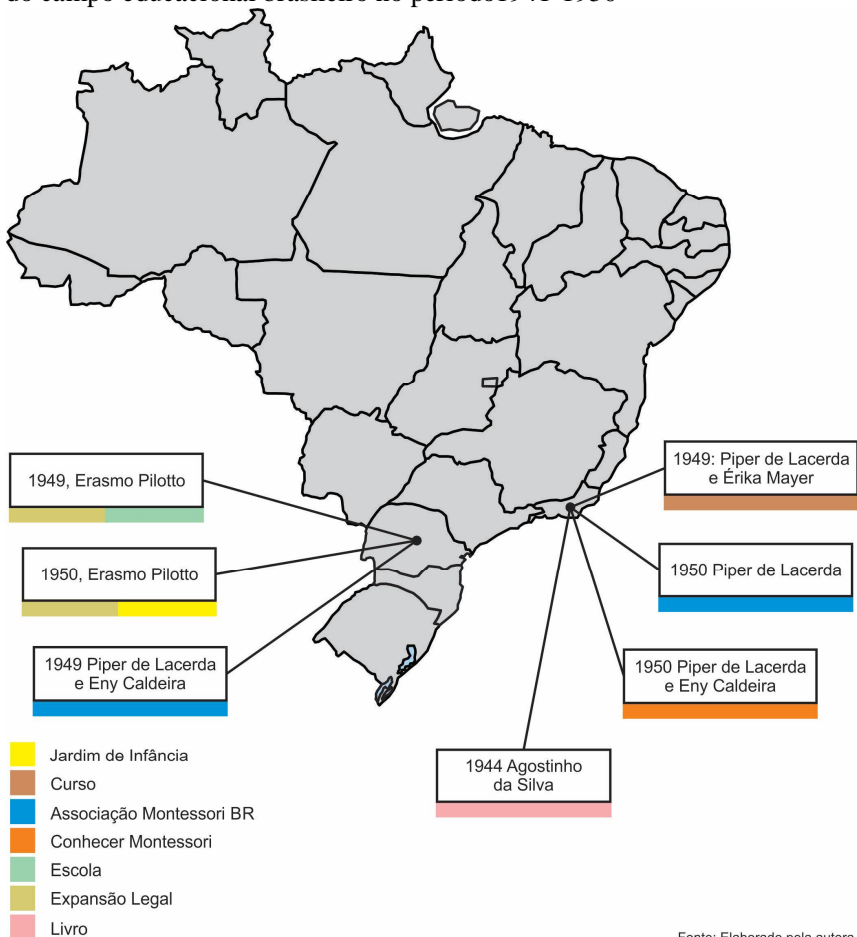 do campo educacional brasileiro no período1941-1950
1949, Erasmo Pilotto
1950, Erasmo Pilotto
1949 Piper de Lacerda
e Eny Caldeira
1949: Piper de Lacerda
e Érika Mayer
1950 Piper de Lacerda
1950 Piper de Lacerda
e Eny Caldeira
1944 Agostinho
da Silva
Jardim de Infância
Curso
Associação Montessori BR
Conhecer Montessori
Escola
Expansão Legal
Livro
Fonte: Elaborado pela autora